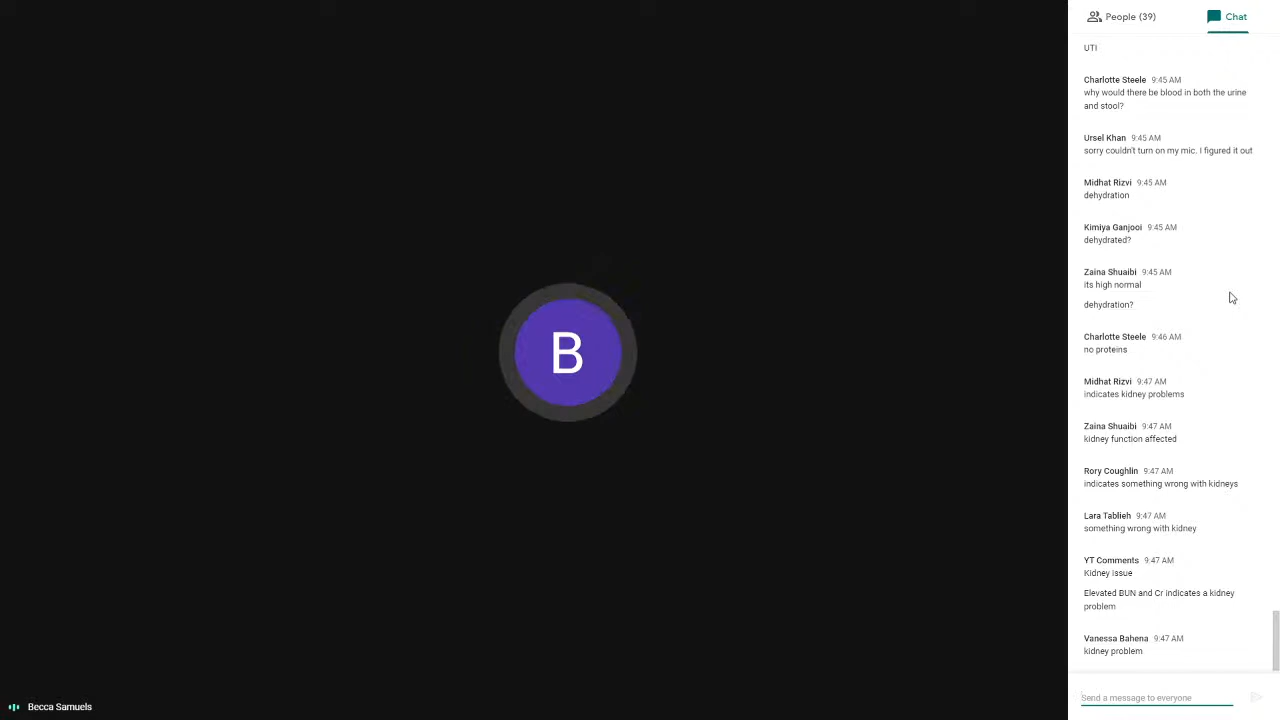 People (39)
Chat
UTI
Charlotte Steele 9:45 AM
why would there be blood in both the urine
and stool?
Ursel Khan 9:45 AM
sorry couldn't turn on my mic. I figured it out
Midhat Rizvi 9:45 AM
dehydration
Kimiya Ganjooi 9:45 AM
dehydrated?
Zaina Shuaibi 9:45 AM
its high normal
dehydration?
Charlotte Steele 9:46 AM
no proteins
Midhat Rizvi 9:47 AM
indicates kidney problems
Zaina Shuaibi 9:47 AM
kidney function affected
Rory Coughlin 9:47 AM
indicates something wrong with kidneys
Lara Tablieh 9:47 AM
something wrong with kidney
YT Comments 9:47 AM
Kidney issue
Elevated BUN and Cr indicates a kidney
problem
Vanessa Bahena 9:47 AM
kidney problem
Send a message to everyone
B
Becca Samuels